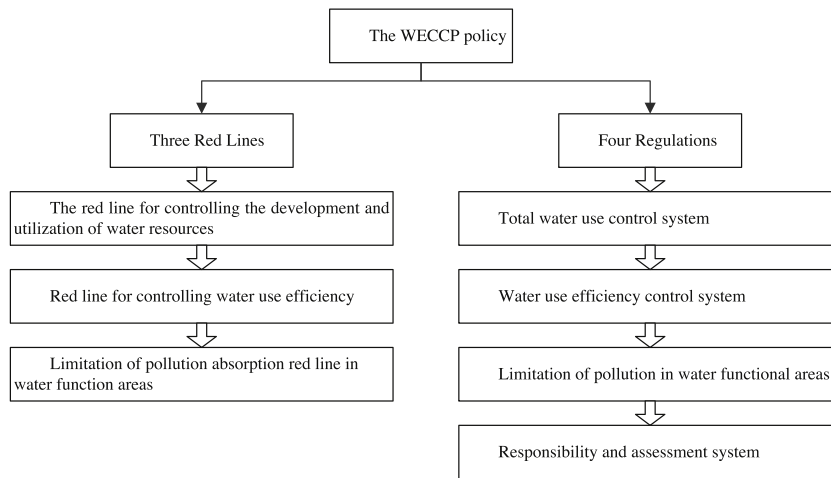 The WECCP policy
Three Red Lines
Four Regulations
The red line for controlling the development and
utilization of water resources
Red line for controlling water use efficiency
Limitation of pollution absorption red line in
water function areas
Total water use control system
Water use efficiency control system
Limitation of pollution in water functional areas
Responsibility and assessment system